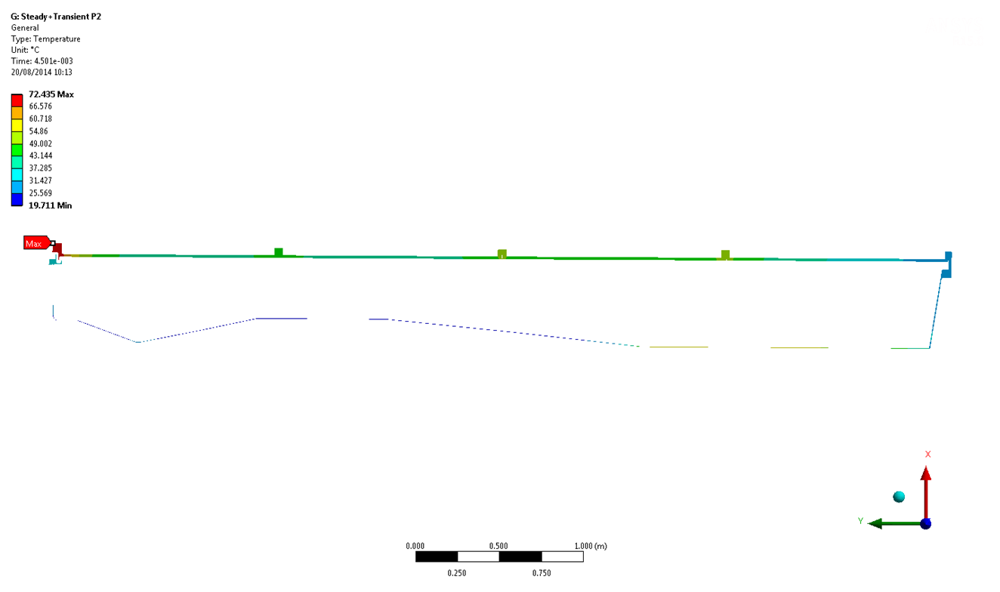 G: Steady+Transient P2
General
Type: Temperature
Unit: °C
Time: 4.501e-003
20/08/2014 10:13
72.435 Max
66.576
60.718
54.86
49.002
43.144
37.285
31.427
25.569
19.711 Min
Max
X
Y
0.000 0.500 1.000 (m)
0.250 0.750